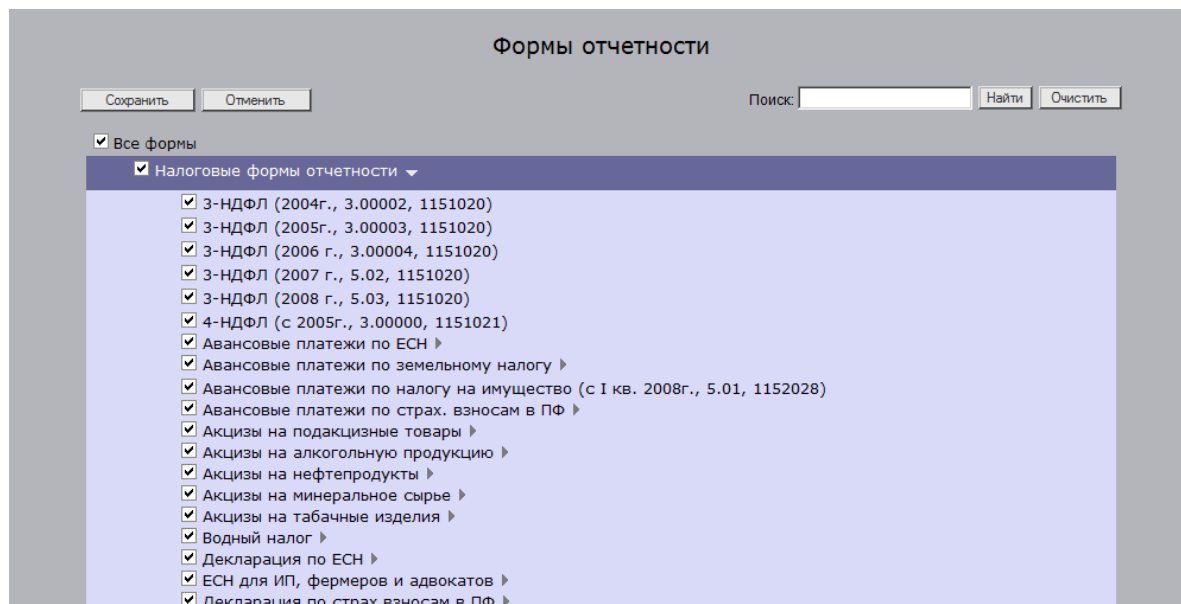 Формы отчетности
Сохранить Отменить Поиск: Найти Очистить
Все формы
Налоговые формы отчетности
3-НДФЛ (2004г., 3.00002, 1151020)
3-НДФЛ (2005г., 3.00003, 1151020)
3-НДФЛ (2006 г., 3.00004, 1151020)
3-НДФЛ (2007 г., 5.02, 1151020)
3-НДФЛ (2008 г., 5.03, 1151020)
4-НДФЛ (с 2005г., 3.00000, 1151021)
Авансовые платежи по ЕСН
Авансовые платежи по земельному налогу
Авансовые платежи по налогу на имущество (с I кв. 2008г., 5.01, 1152028)
Авансовые платежи по страх. взносам в ПФ
Акцизы на подакцизные товары
Акцизы на алкогольную продукцию
Акцизы на нефтепродукты
Акцизы на минеральное сырье
Акцизы на табачные изделия
Водный налог
Декларация по ЕСН
ЕСН для ИП, фермеров и адвокатов
Декларация по страх.взносам в ПФ